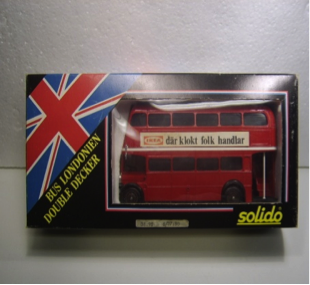 BUS LONDONIEN
DOUBLE DECKER
där klokt folk handlar
solido